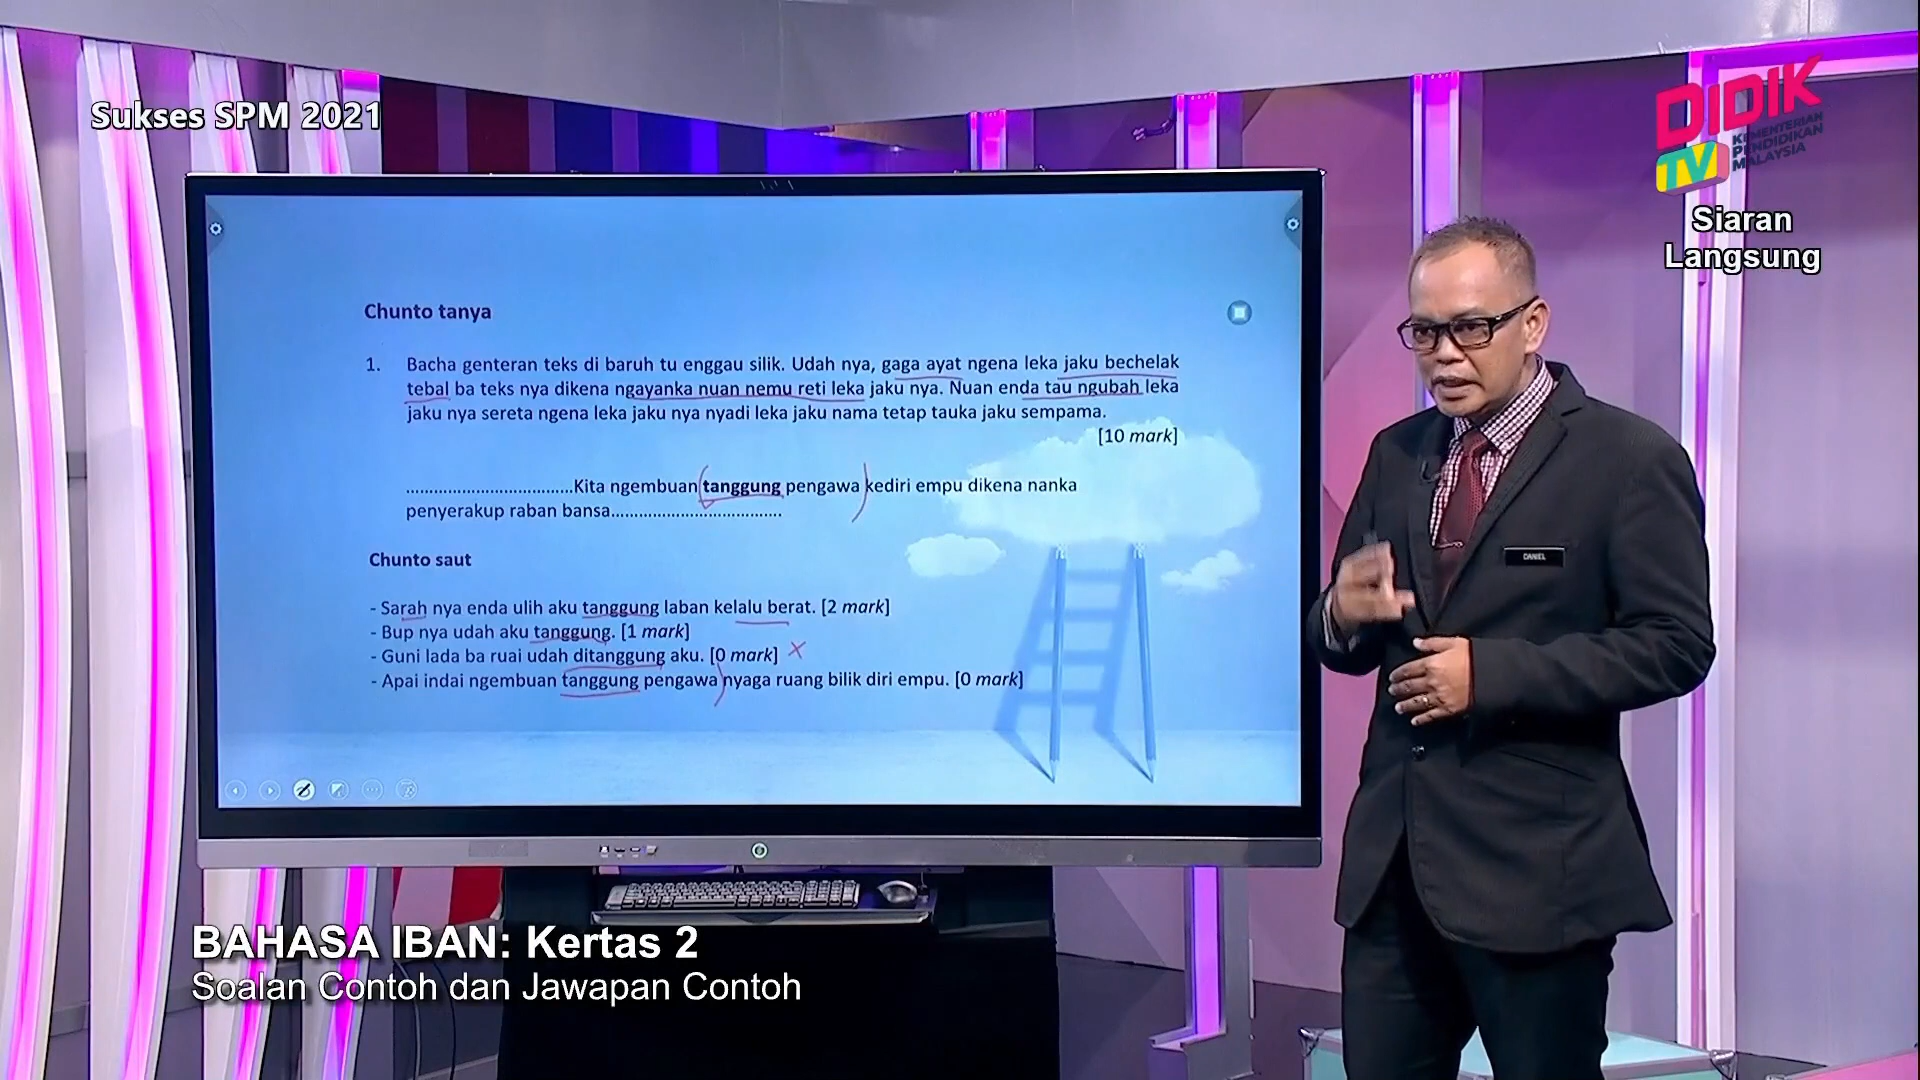 Sukses SPM 2021
DIDIK
TV
KEMENTERIAN
PENDIDIKAN
MALAYSIA
Siaran
Langsung
Chunto tanya
1. Bacha genteran teks di baruh tu enggau silik. Udah nya, gaga ayat ngena leka jaku bechelak
tebal ba teks nya dikena ngayanka nuan nemu reti leka jaku nya. Nuan enda tau ngubah leka
jaku nya sereta ngena leka jaku nya nyadi leka jaku nama tetap tauka jaku sempama.
[10 mark]
...................................Kita ngembuan tanggung pengawa kediri empu dikena nanka
penyerakup raban bansa....................................
Chunto saut
- Sarah nya enda ulih aku tanggung laban kelalu berat. [2 mark]
- Bup nya udah aku tanggung. [1 mark]
- Guni lada ba ruai udah ditanggung aku. [0 mark] X
- Apai indai ngembuan tanggung pengawa nyaga ruang bilik diri empu. [0 mark]
DANIEL
BAHASA IBAN: Kertas 2
Soalan Contoh dan Jawapan Contoh